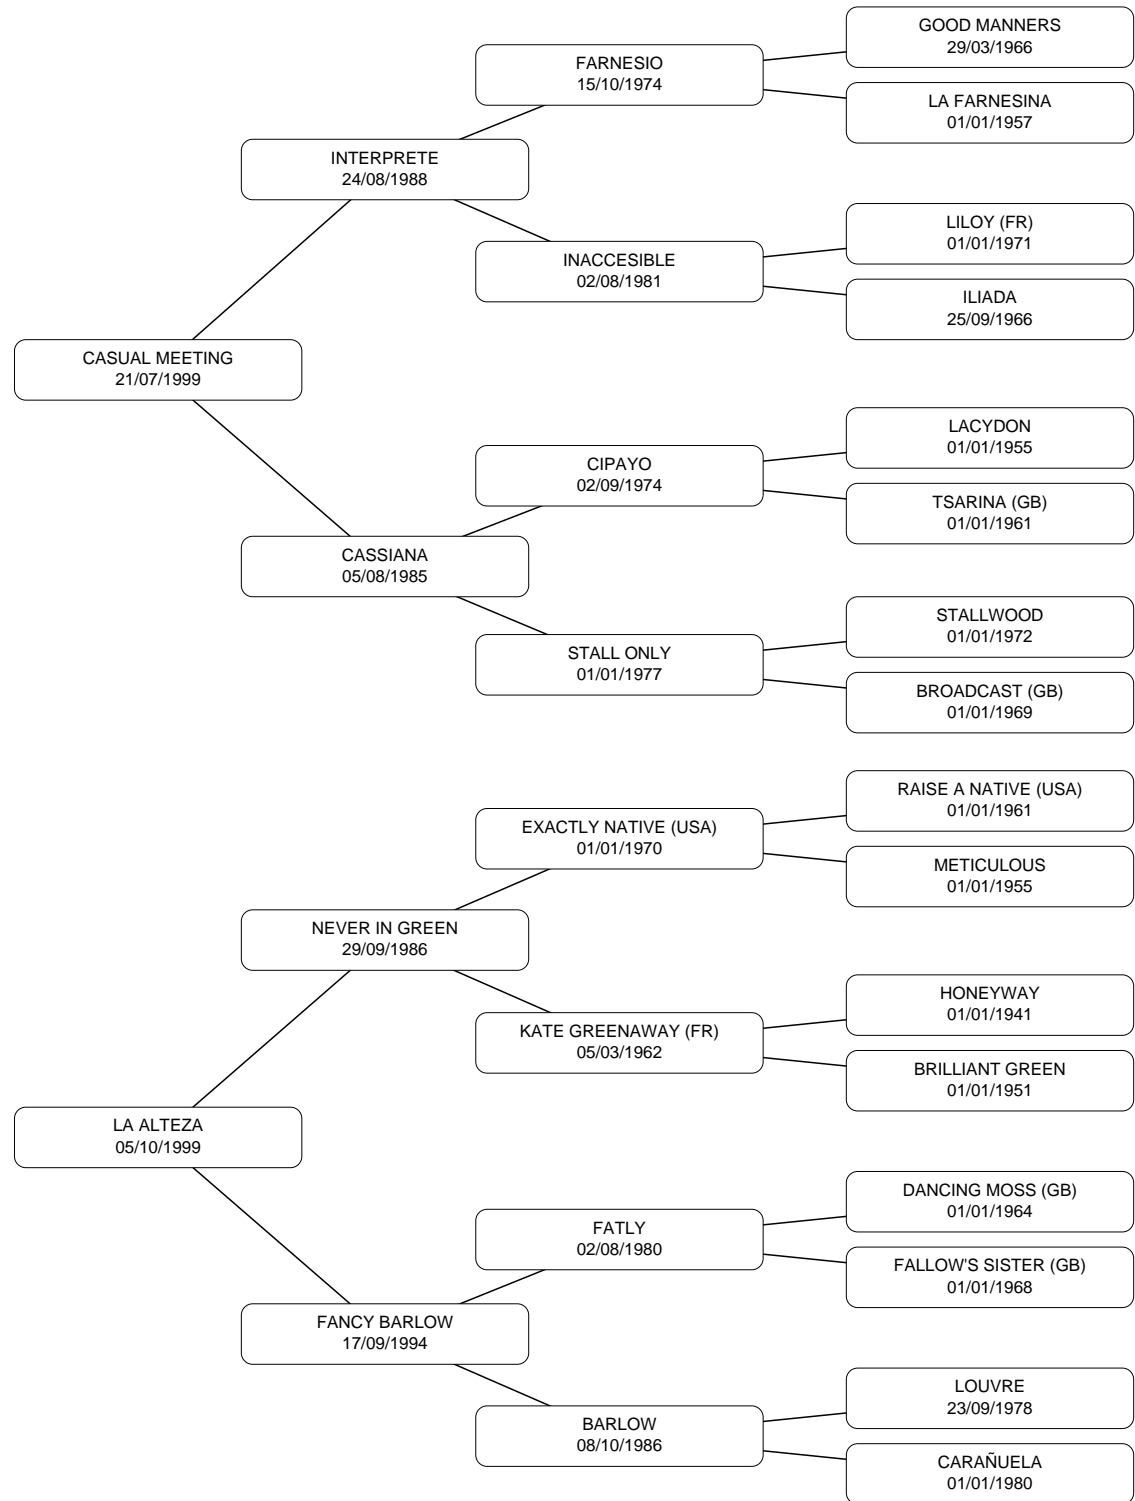 GOOD MANNERS
29/03/1966
FARNESIO
15/10/1974
LA FARNESINA
01/01/1957
INTERPRETE
24/08/1988
LILOY (FR)
01/01/1971
INACCESIBLE
02/08/1981
ILIADA
25/09/1966
CASUAL MEETING
21/07/1999
LACYDON
01/01/1955
CIPAYO
02/09/1974
TSARINA (GB)
01/01/1961
CASSIANA
05/08/1985
STALLWOOD
01/01/1972
STALL ONLY
01/01/1977
BROADCAST (GB)
01/01/1969
RAISE A NATIVE (USA)
01/01/1961
EXACTLY NATIVE (USA)
01/01/1970
METICULOUS
01/01/1955
NEVER IN GREEN
29/09/1986
HONEYWAY
01/01/1941
KATE GREENAWAY (FR)
05/03/1962
BRILLIANT GREEN
01/01/1951
LA ALTEZA
05/10/1999
DANCING MOSS (GB)
01/01/1964
FATLY
02/08/1980
FALLOW'S SISTER (GB)
01/01/1968
FANCY BARLOW
17/09/1994
LOUVRE
23/09/1978
BARLOW
08/10/1986
CARAÑUELA
01/01/1980